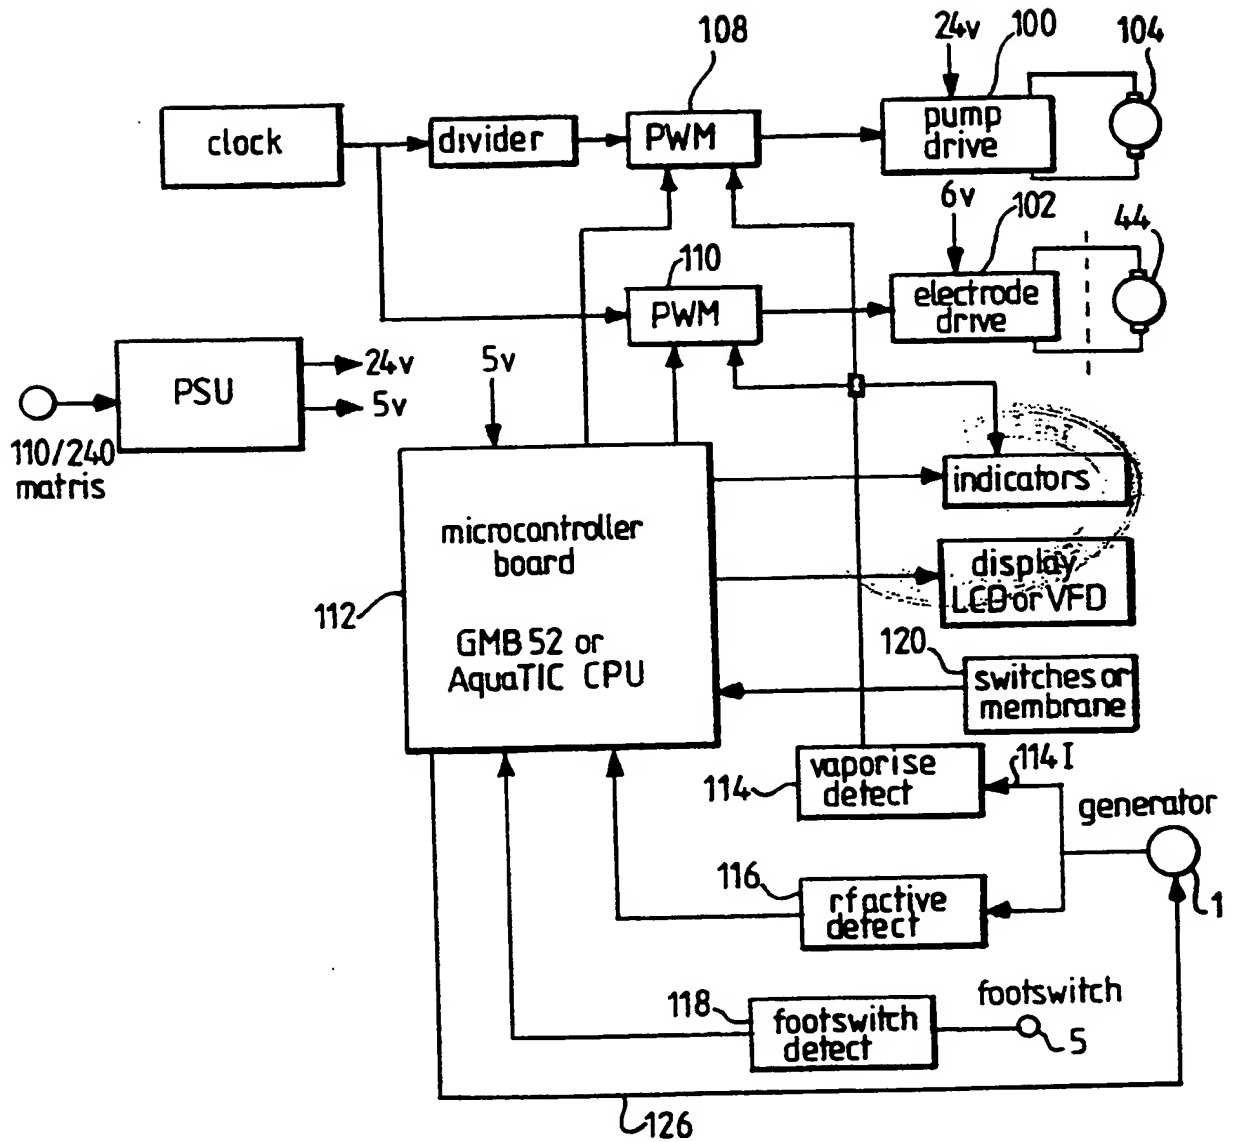 108
24v
100
104
clock
divider
PWM
pump
drive
6v
102
44
110
PWM
electrode
drive
PSU
24v
5v
5v
110/240
matris
indicators
microcontroller
board
display
LCD or VFD
112
GMB 52 or
AquaTIC CPU
120
switches or
membrane
114
vaporise
detect
114 I
generator
116
rf active
detect
1
118
footswitch
detect
footswitch
5
126